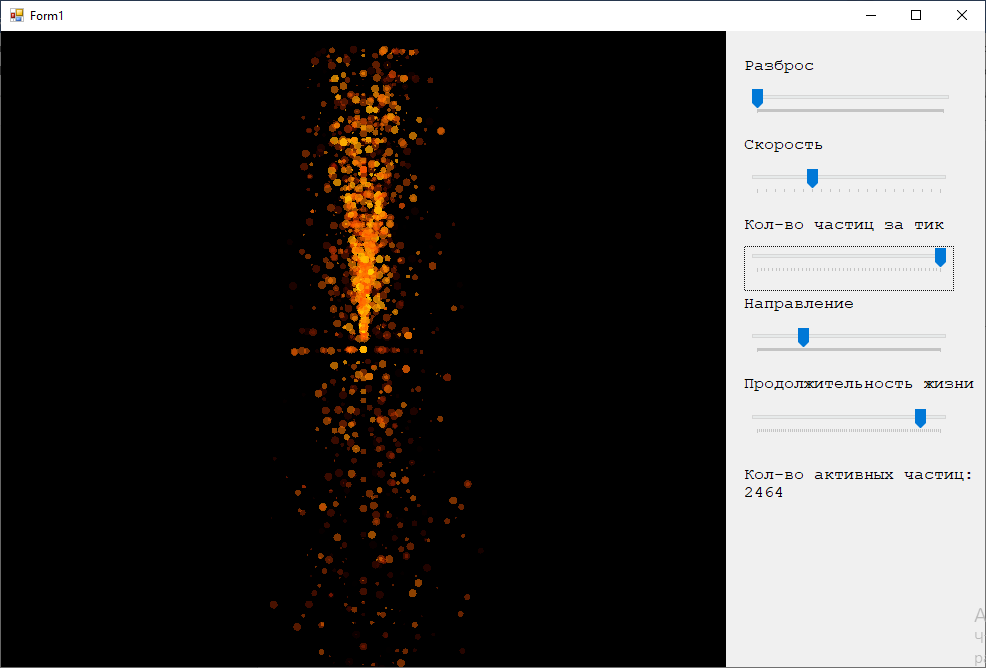 Form1
Разброс
Скорость
Кол-во частиц за тик
Направление
Продолжительность жизни
Кол-во активных частиц:
2464